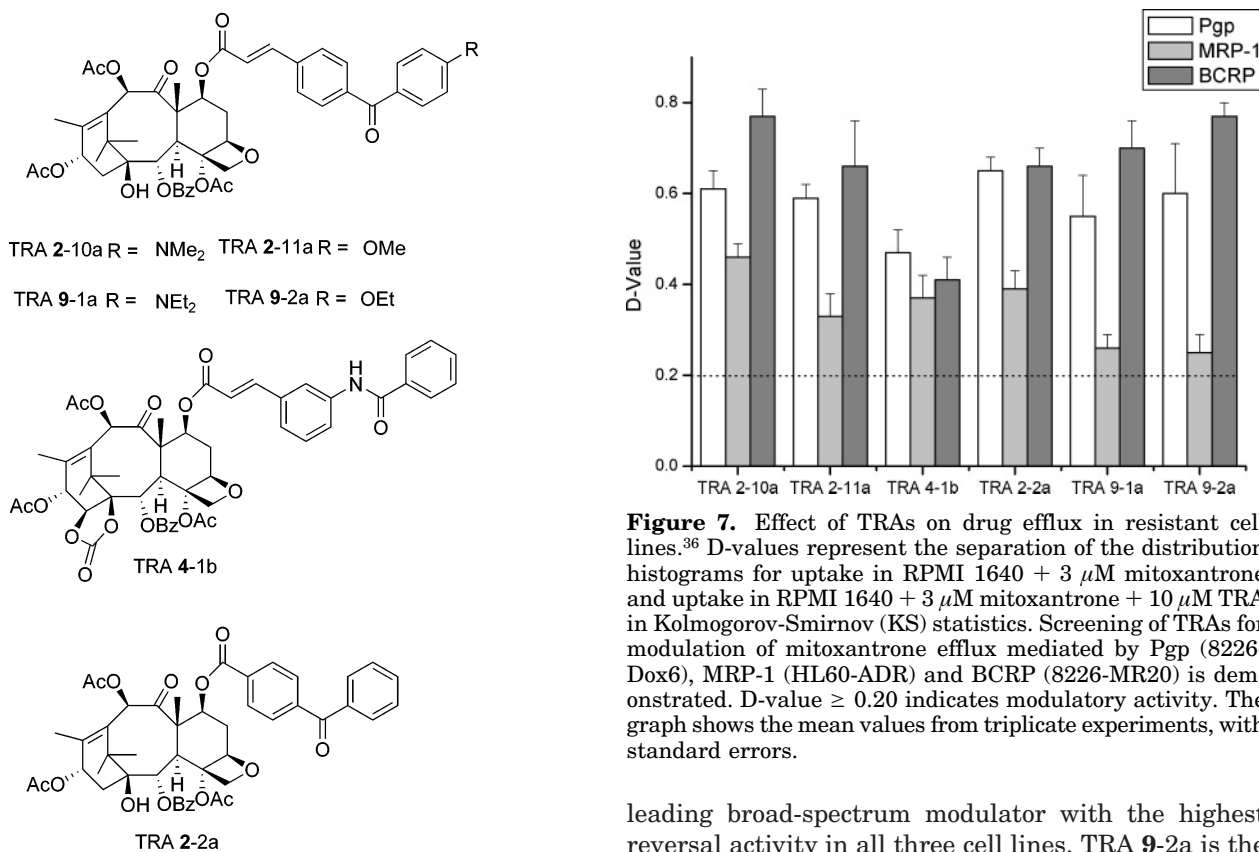 O
O
R
AcO
O
O
O
AcO
H
O
OH
OBz
OAc
TRA 2-10a R = NMe₂ TRA 2-11a R = OMe
TRA 9-1a R = NEt₂ TRA 9-2a R = OEt
O
H
N
O
AcO
O
O
AcO
H
O
O
O
OBz
OAc
O
TRA 4-1b
O
AcO
O
O
O
AcO
H
O
OH
OBz
OAc
TRA 2-2a
Pgp
MRP-1
BCRP
D-Value
0.8
0.6
0.4
0.2
0.0
TRA 2-10a TRA 2-11a TRA 4-1b TRA 2-2a TRA 9-1a TRA 9-2a
Figure 7. Effect of TRAs on drug efflux in resistant cell
lines.³⁶ D-values represent the separation of the distribution
histograms for uptake in RPMI 1640 + 3 μM mitoxantrone
and uptake in RPMI 1640 + 3 μM mitoxantrone + 10 μM TRA
in Kolmogorov-Smirnov (KS) statistics. Screening of TRAs for
modulation of mitoxantrone efflux mediated by Pgp (8226-
Dox6), MRP-1 (HL60-ADR) and BCRP (8226-MR20) is dem-
onstrated. D-value ≥ 0.20 indicates modulatory activity. The
graph shows the mean values from triplicate experiments, with
standard errors.
leading broad-spectrum modulator with the highest
reversal activity in all three cell lines. TRA 9-2a is the